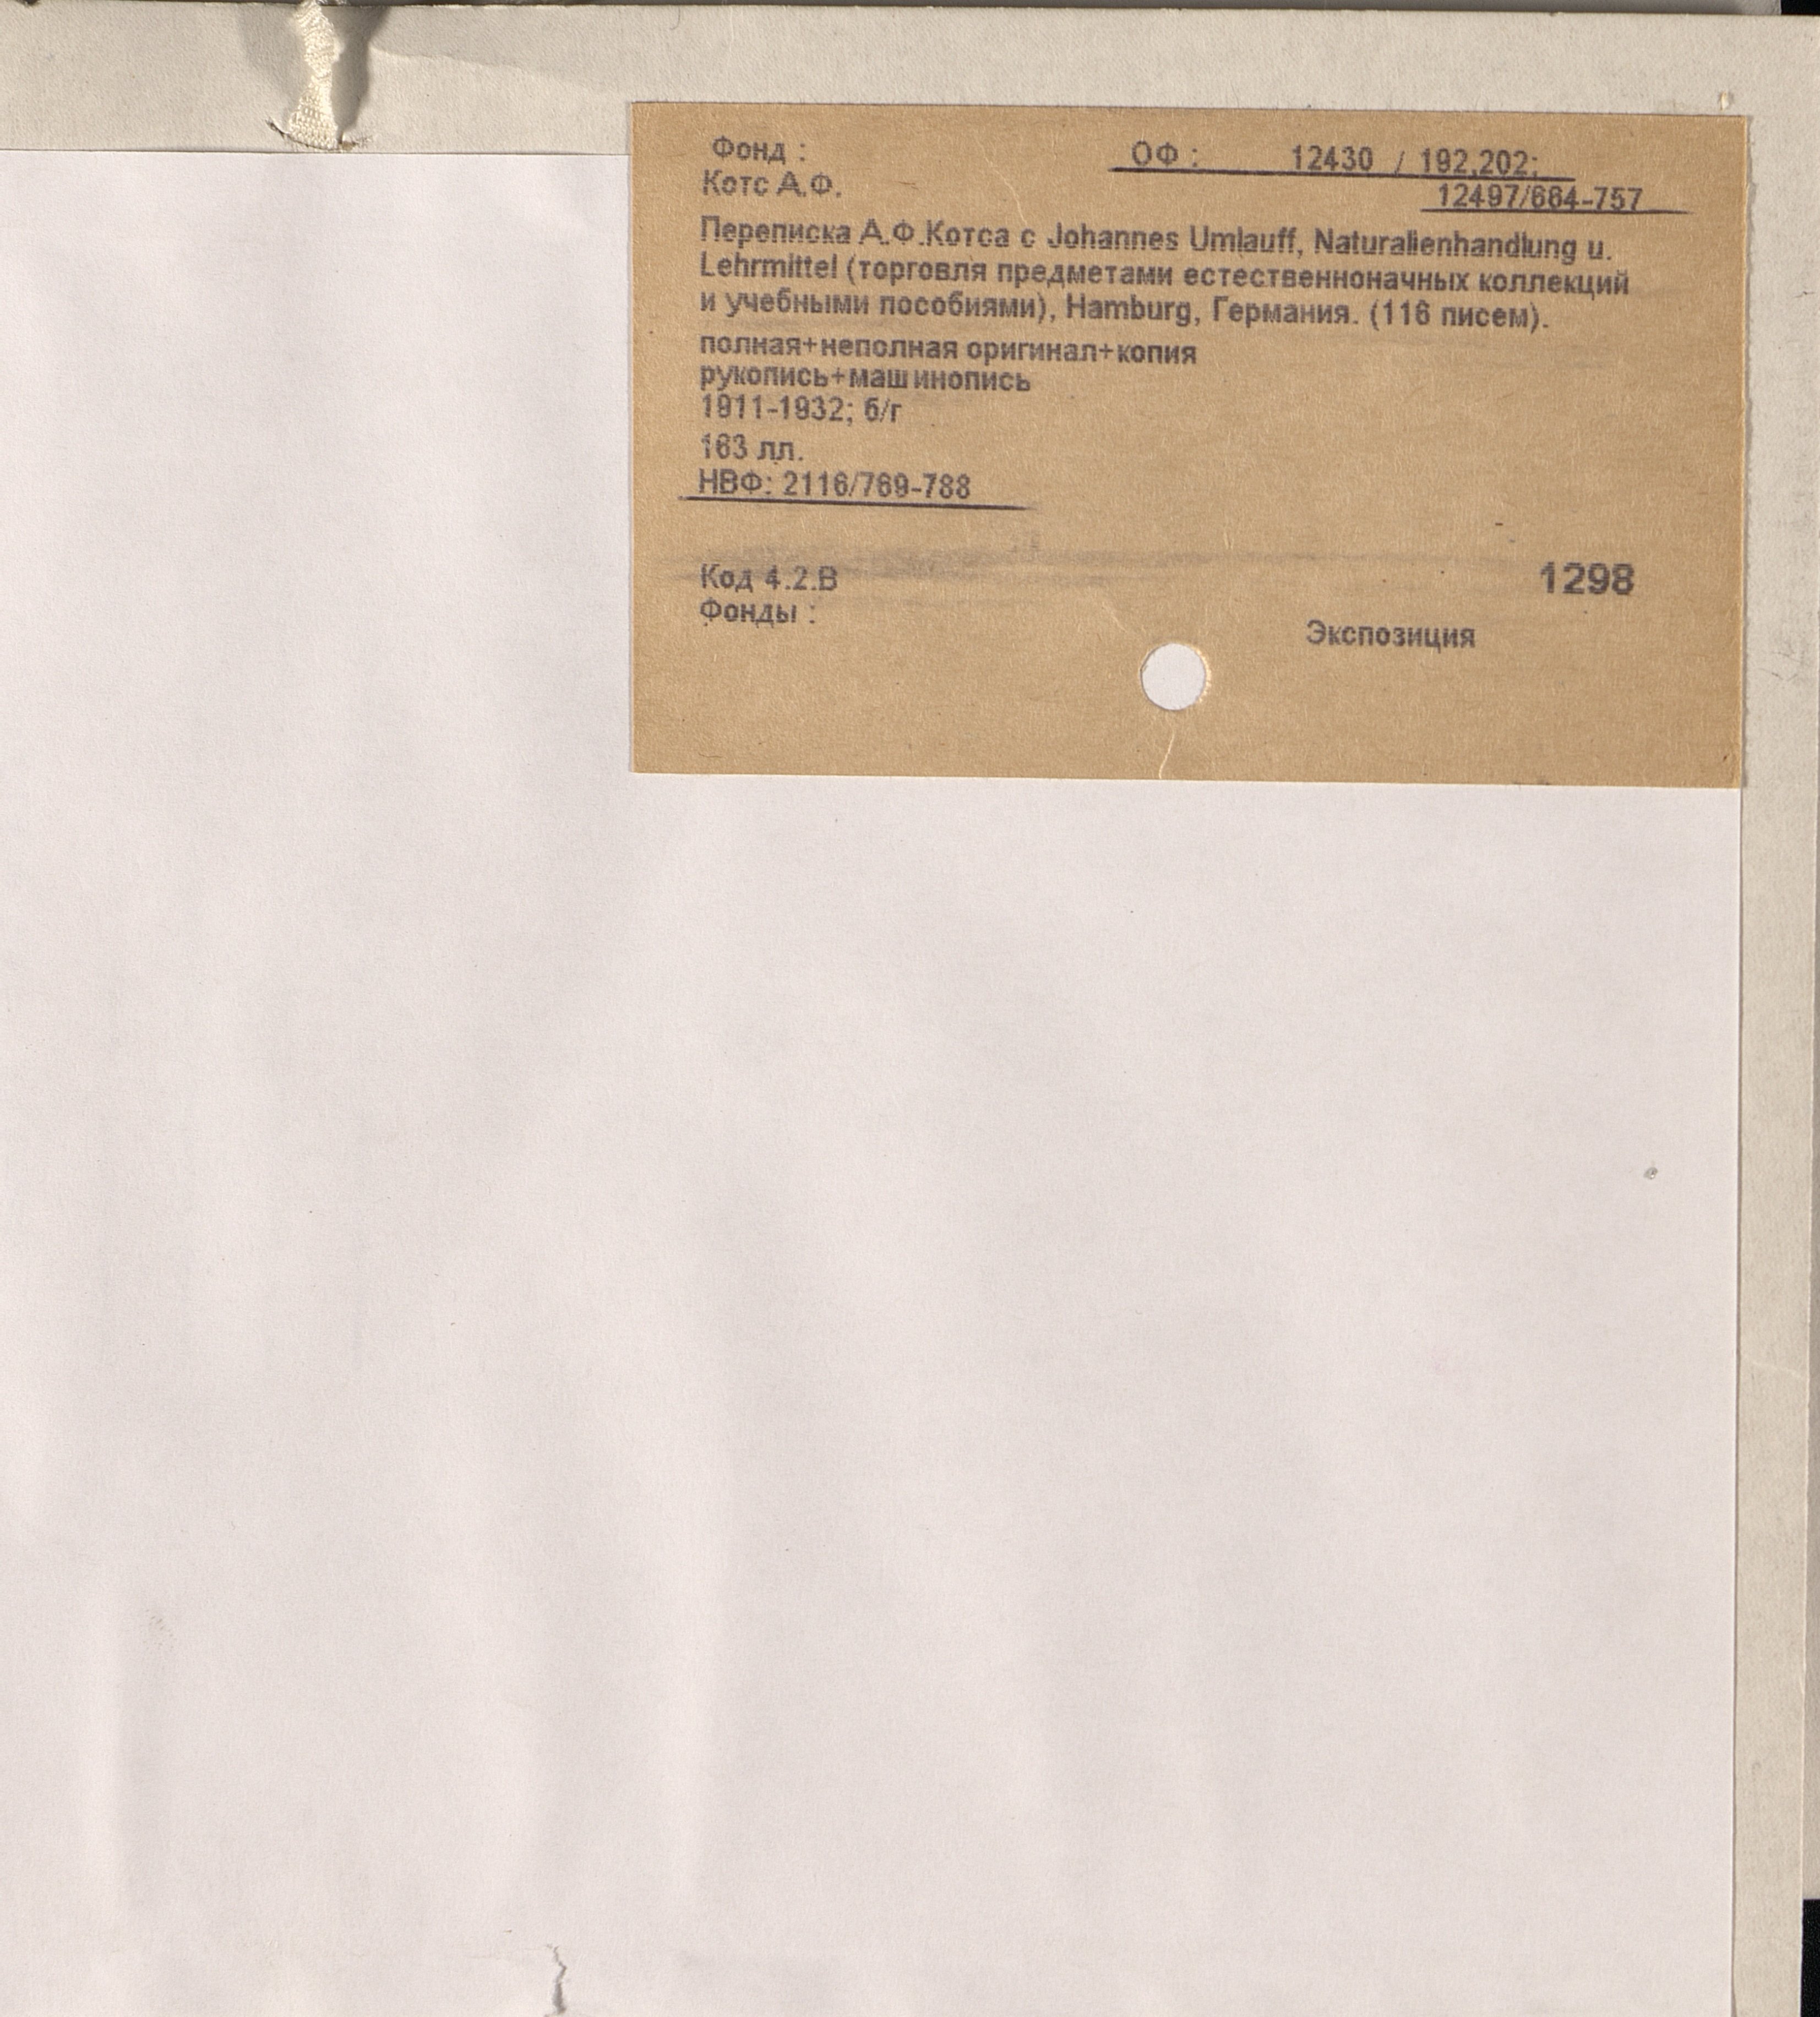 Фонд :
ОФ : 12430 / 192,202;
Котс А.Ф.
12497/664-757
Переписка А.Ф.Котса с Johannes Umlauff, Naturalienhandlung u.
Lehrmittel (торговля предметами естественноначных коллекций
и учебными пособиями), Hamburg, Германия. (116 писем).
полная+неполная оригинал+копия
рукопись+машинопись
1911-1932; б/г
163 лл.
НВФ: 2116/769-788
Код 4.2.В
1298
Фонды :
Экспозиция